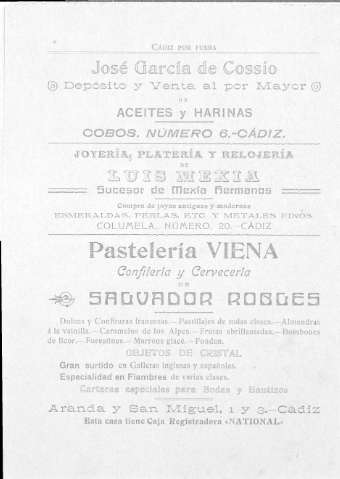 CÁDIZ POR FUERA
José García de Cossio
Depósito y Venta al por Mayor
DE
ACEITES y HARINAS
COBOS, NÚMERO 6.-CÁDIZ.
JOYERÍA, PLATERÍA Y RELOJERÍA
DE
LUIS MEXIA
Sucesor de Mexía Hermanos
Compra de joyas antiguas y modernas
ESMERALDAS, PERLAS, ETC. Y METALES FINOS
COLUMELA, NÚMERO, 20.-CÁDIZ
Pastelería VIENA
Confitería y Cervecería
DE
SALVADOR ROBLES
Dulces y Confituras francesas.—Pastillajes de todas clases.—Almendras
á la vainilla.—Caramelos de los Alpes.—Frutas abrillantadas.—Bombones
de licor.—Fuessttnes.—Marrons glacé.—Fondan.
OBJETOS DE CRISTAL
Gran surtido en Galletas inglesas y españolas.
Especialidad en Fiambres de varias clases.
Carteras especiales para Bodas y Bautizos
Aranda y San Miguel, 1 y 3.-Cádiz
Esta casa tiene Caja Registradora «NATIONAL»